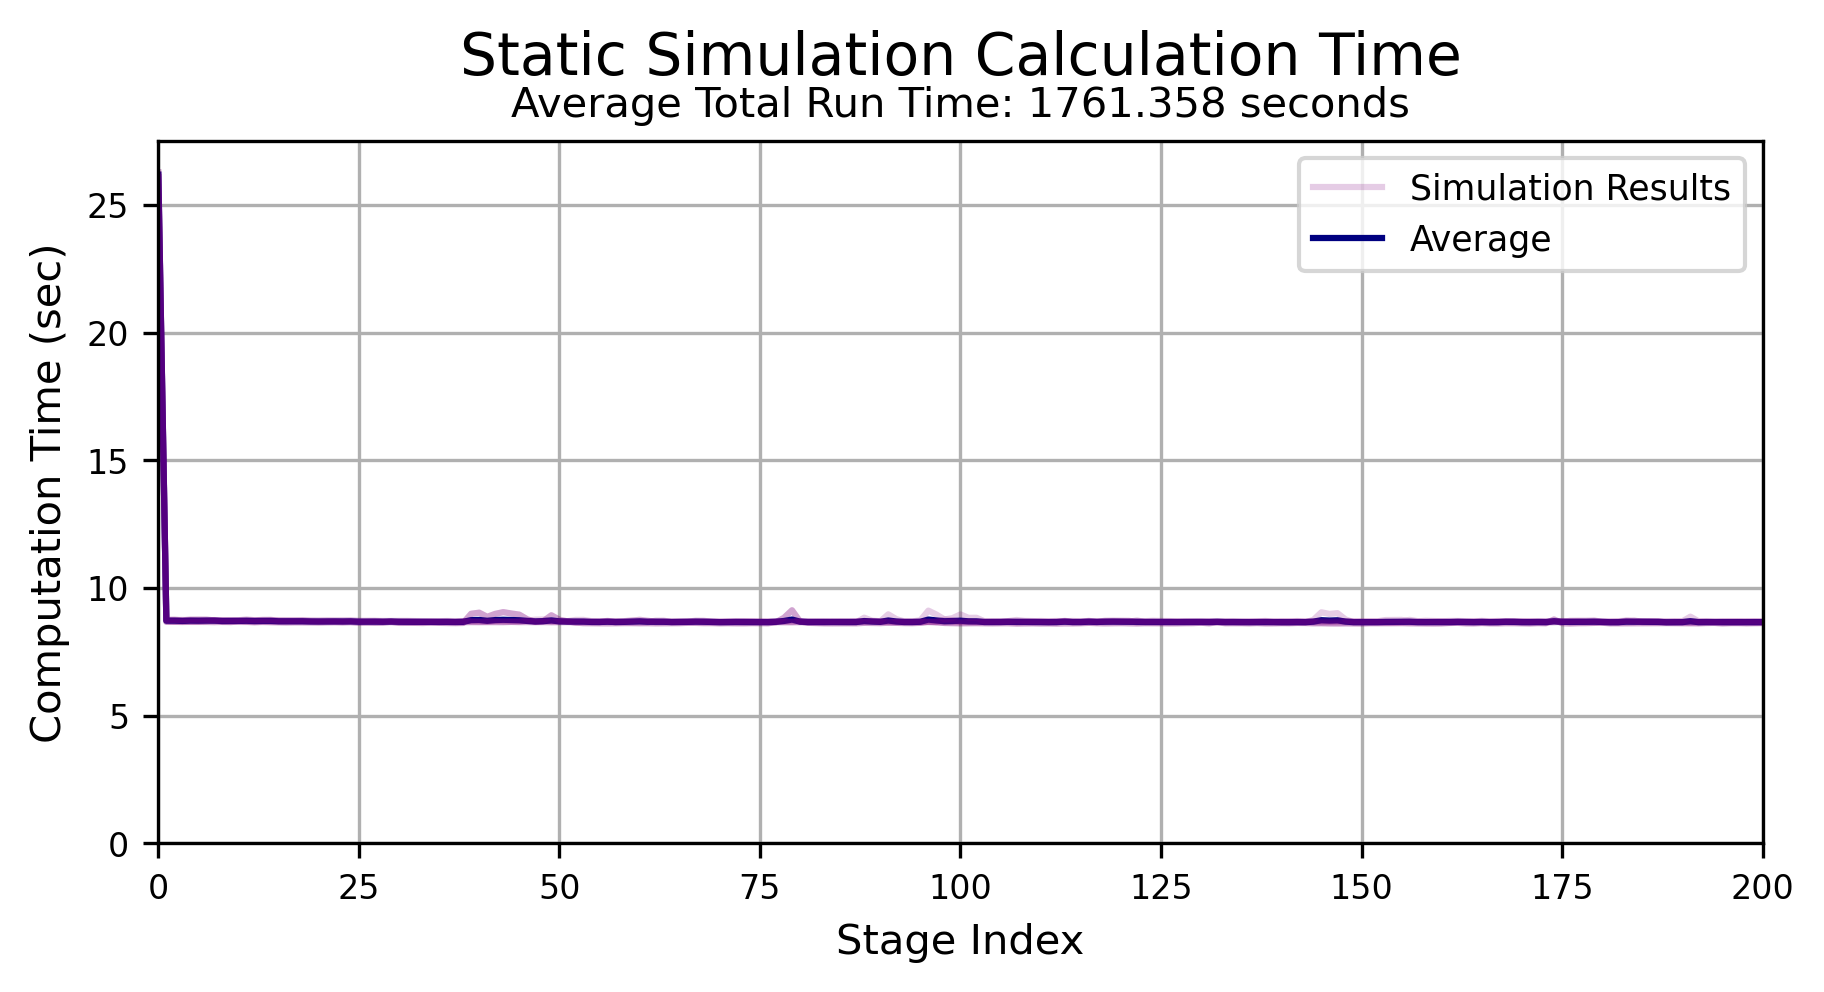 Static Simulation Calculation Time
Average Total Run Time: 1761.358 seconds
Simulation Results
Average
Computation Time (sec)
25
20
15
10
5
0
0 25 50 75 100 125 150 175 200
Stage Index